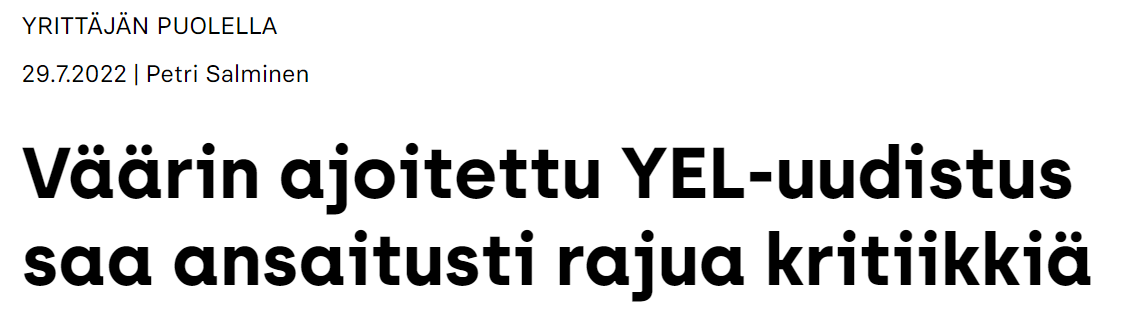 YRITTÄJÄN PUOLELLA
29.7.2022 | Petri Salminen
Väärin ajoitettu YEL-uudistus
saa ansaitusti rajua kritiikkiä